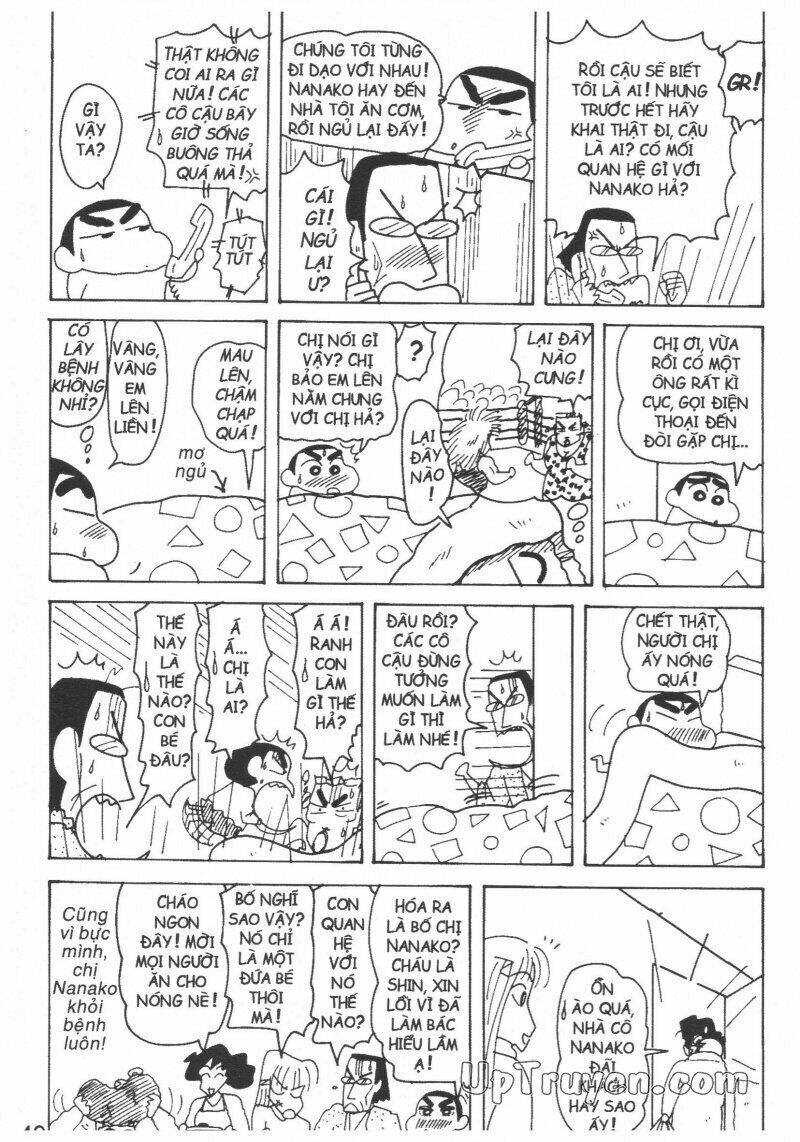 GR!
RỒI CẬU SẼ BIẾT
TÔI LÀ AI! NHƯNG
TRƯỚC HẾT HÃY
KHAI THẬT ĐI, CẬU
LÀ AI? CÓ MỐI
QUAN HỆ GÌ VỚI
NANAKO HẢ?
CHÚNG TÔI TỪNG
ĐI DẠO VỚI NHAU!
NANAKO HAY ĐẾN
NHÀ TÔI ĂN CƠM,
RỒI NGỦ LẠI ĐẤY!
CÁI
GÌ!
NGỦ
LẠI
Ư?
THẬT KHÔNG
COI AI RA GÌ
NỮA! CÁC
CÔ CẬU BÂY
GIỜ SỐNG
BUÔNG THẢ
QUÁ MÀ!
TÚT
TÚT
GÌ
VẬY
TA?
CHỊ ƠI, VỪA
RỒI CÓ MỘT
ÔNG RẤT KÌ
CỤC, GỌI ĐIỆN
THOẠI ĐẾN
ĐÒI GẶP CHỊ...
LẠI ĐÂY
NÀO
CƯNG!
LẠI
ĐÂY
NÀO
!
?
CHỊ NÓI GÌ
VẬY? CHỊ
BẢO EM LÊN
NẰM CHUNG
VỚI CHỊ HẢ?
MAU
LÊN,
CHẬM
CHẠP
QUÁ!
mơ
ngủ
VÂNG,
VÂNG
EM
LÊN
LIỀN!
CÓ
LÂY
BỆNH
KHÔNG
NHỈ?
CHẾT THẬT,
NGƯỜI CHỊ
ẤY NÓNG
QUÁ!
ĐÂU RỒI?
CÁC CÔ
CẬU ĐỪNG
TƯỞNG
MUỐN LÀM
GÌ THÌ
LÀM NHÉ!
Á Á!
RANH
CON
LÀM
GÌ THẾ
HẢ?
Á
Á...
CHỊ
LÀ
AI?
THẾ
NÀY
LÀ
THẾ
NÀO?
CON
BÉ
ĐÂU?
ỒN
ÀO QUÁ,
NHÀ CÔ
NANAKO
ĐÃI
KHÁCH
HAY SAO
ẤY!
HÓA RA
LÀ BỐ CHỊ
NANAKO?
CHÁU LÀ
SHIN, XIN
LỖI VÌ ĐÃ
LÀM BÁC
HIỂU LẦM
Ạ!
CON
QUAN
HỆ
VỚI
NÓ
THẾ
NÀO?
BỐ NGHĨ
SAO VẬY?
NÓ CHỈ
LÀ MỘT
ĐỨA BÉ
THÔI
MÀ!
CHÁO
NGON
ĐÂY! MỜI
MỌI NGƯỜI
ĂN CHO
NÓNG NÈ!
Cũng
vì bực
mình,
chị
Nanako
khỏi
bệnh
luôn!
UpTruyen.com